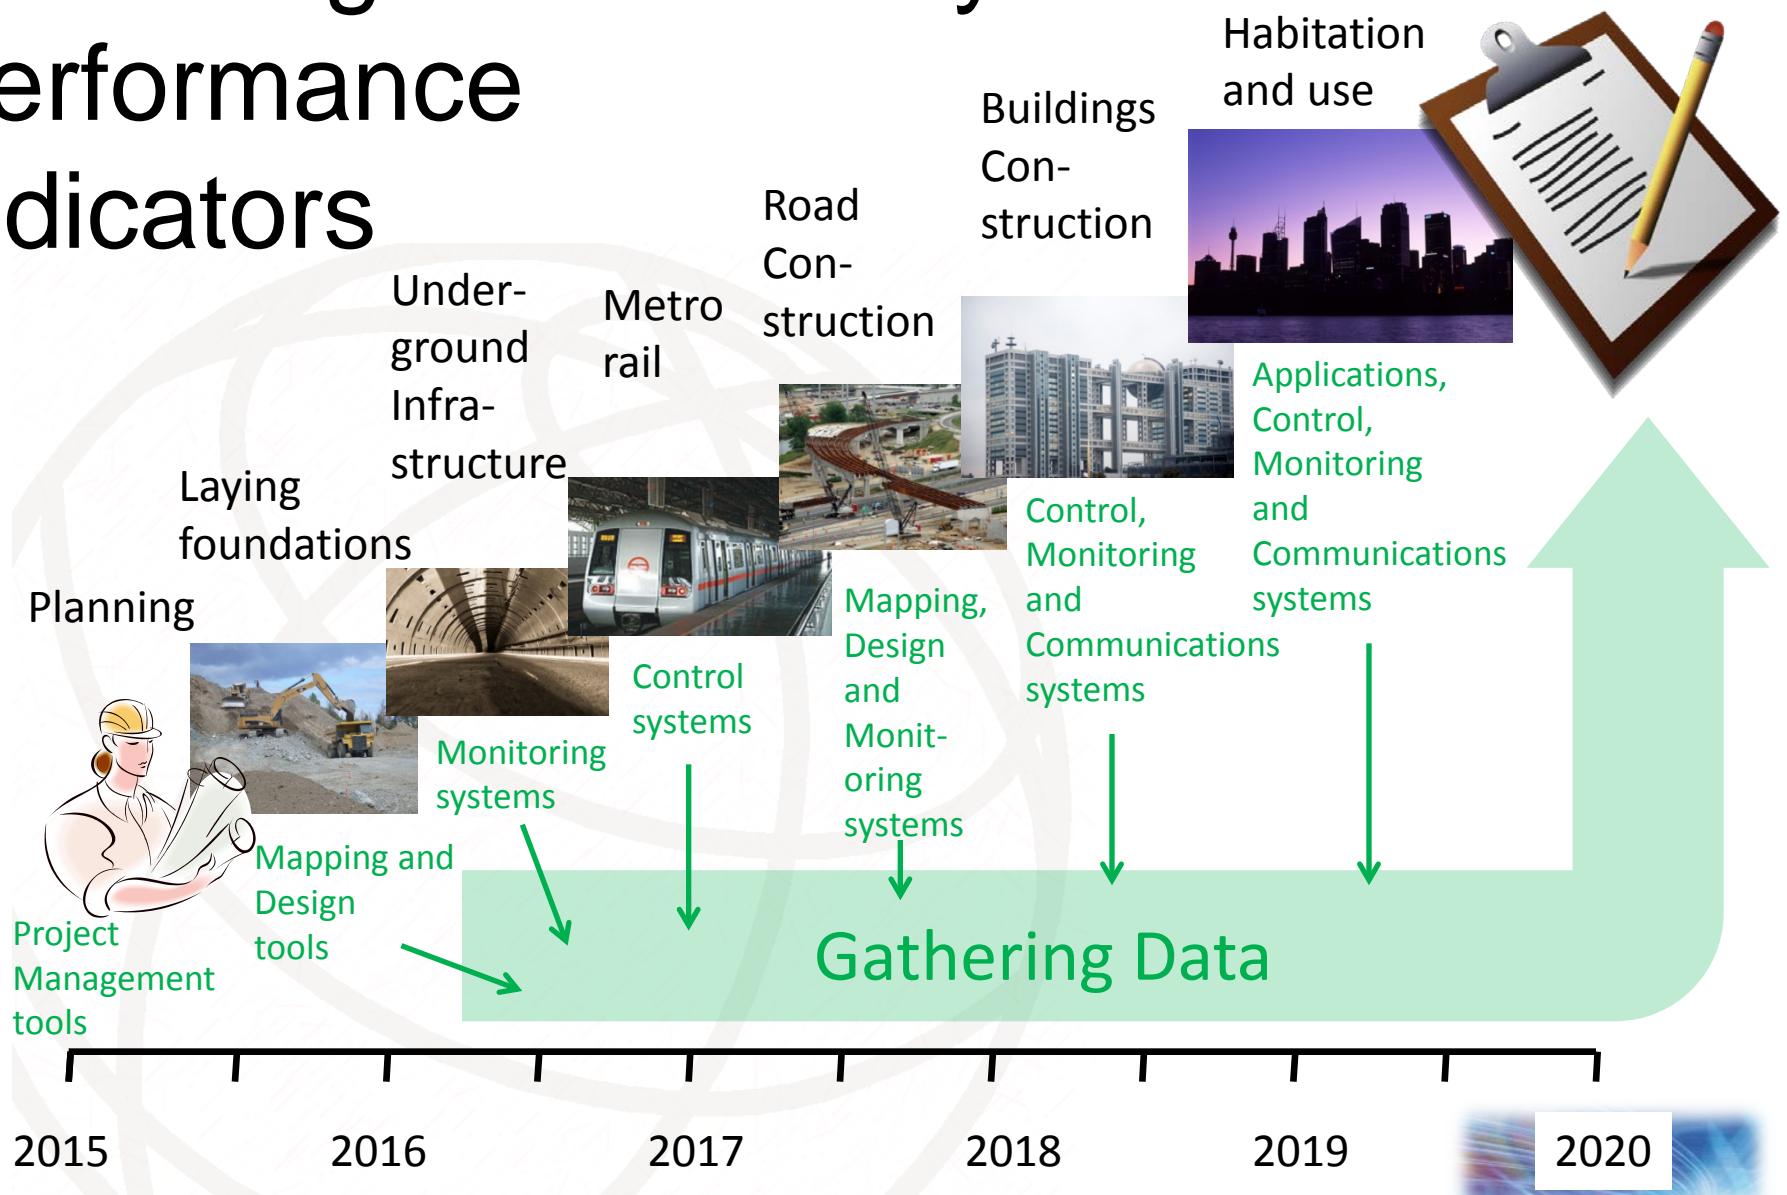 erformance
dicators
Habitation
and use
Buildings
Con-
struction
Road
Con-
struction
Metro
rail
Under-
ground
Infra-
structure
Laying
foundations
Planning
Project
Management
tools
Mapping and
Design
tools
Monitoring
systems
Control
systems
Mapping,
Design
and
Monit-
oring
systems
Control,
Monitoring
and
Communications
systems
Applications,
Control,
Monitoring
and
Communications
systems
Gathering Data
2015
2016
2017
2018
2019
2020